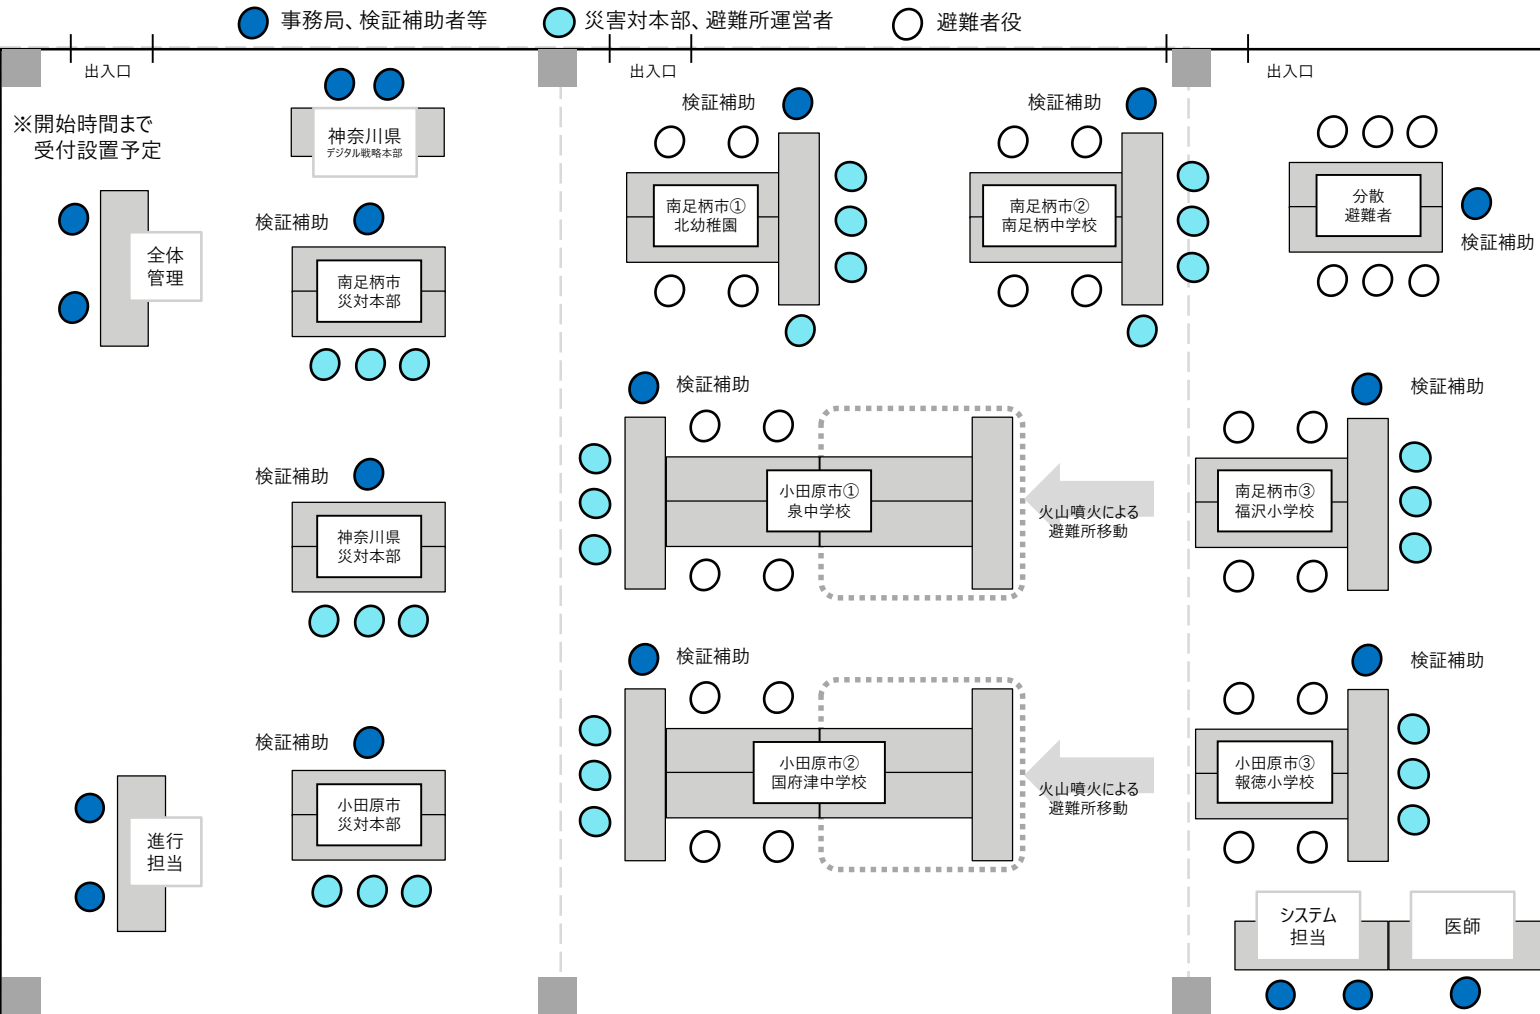 事務局、検証補助者等
災害対本部、避難所運営者
避難者役
出入口
出入口
出入口
※開始時間まで
受付設置予定
神奈川県
デジタル戦略本部
検証補助
南足柄市
災対本部
全体
管理
検証補助
南足柄市①
北幼稚園
検証補助
南足柄市②
南足柄中学校
分散
避難者
検証補助
検証補助
神奈川県
災対本部
検証補助
小田原市①
泉中学校
火山噴火による
避難所移動
検証補助
南足柄市③
福沢小学校
検証補助
小田原市
災対本部
進行
担当
検証補助
小田原市②
国府津中学校
火山噴火による
避難所移動
検証補助
小田原市③
報徳小学校
システム
担当
医師